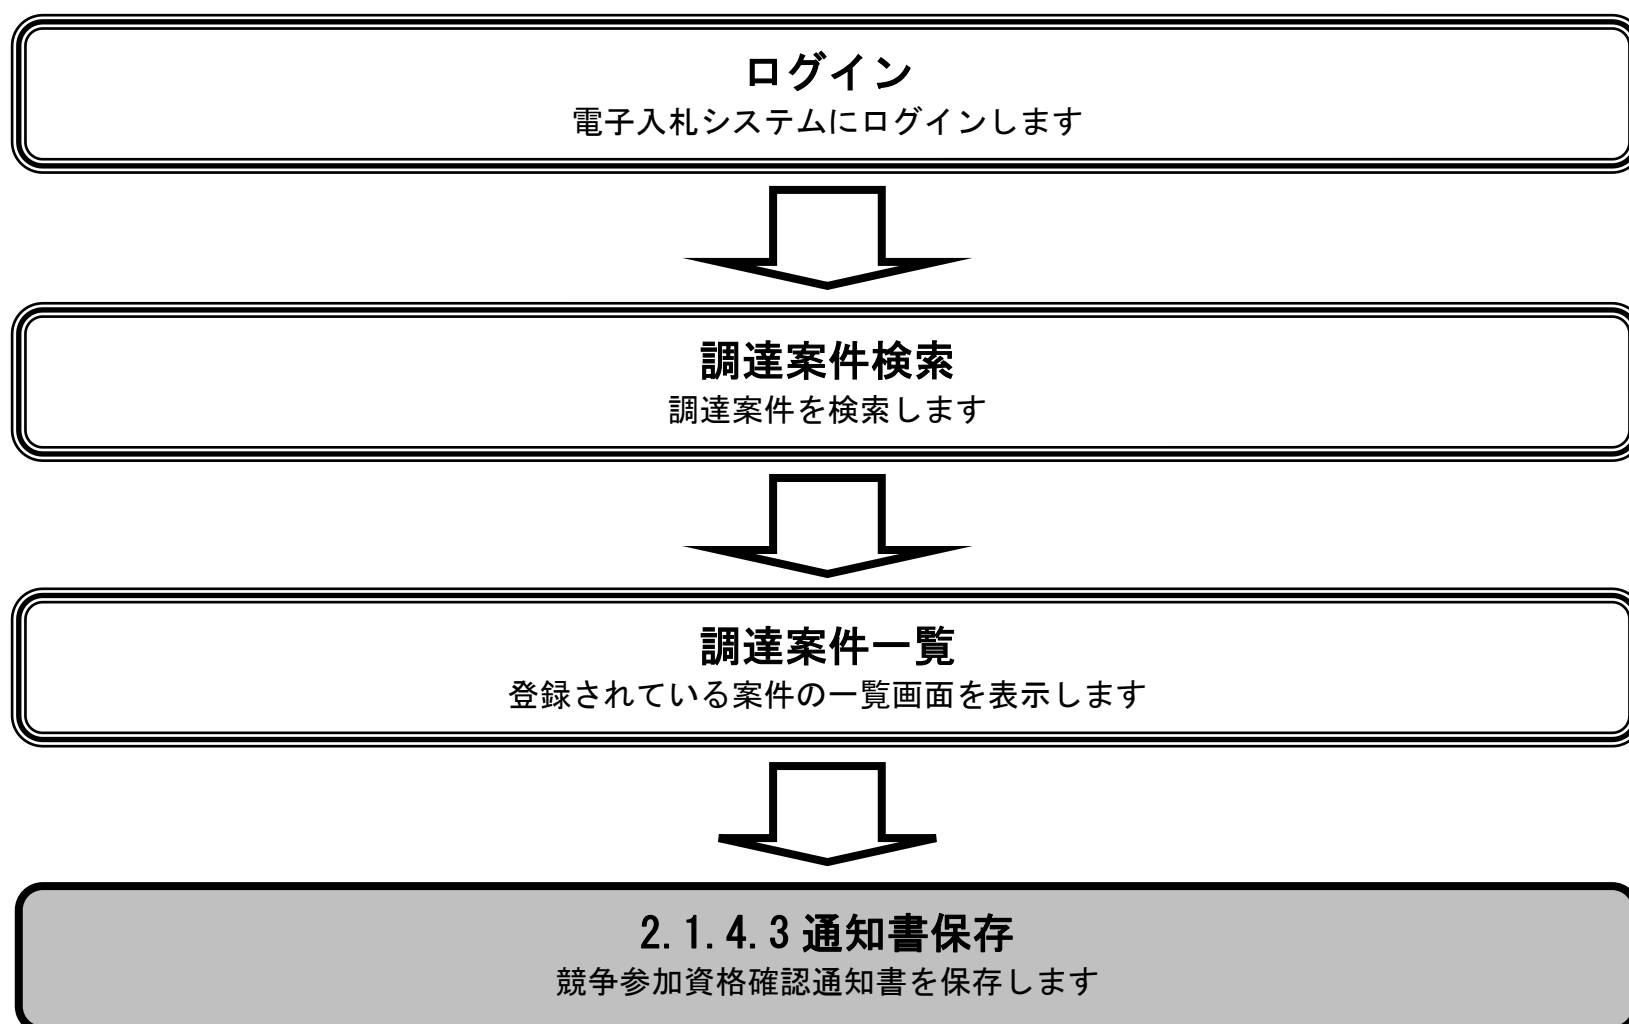 ログイン
電子入札システムにログインします
調達案件検索
調達案件を検索します
調達案件一覧
登録されている案件の一覧画面を表示します
2.1.4.3 通知書保存
競争参加資格確認通知書を保存します